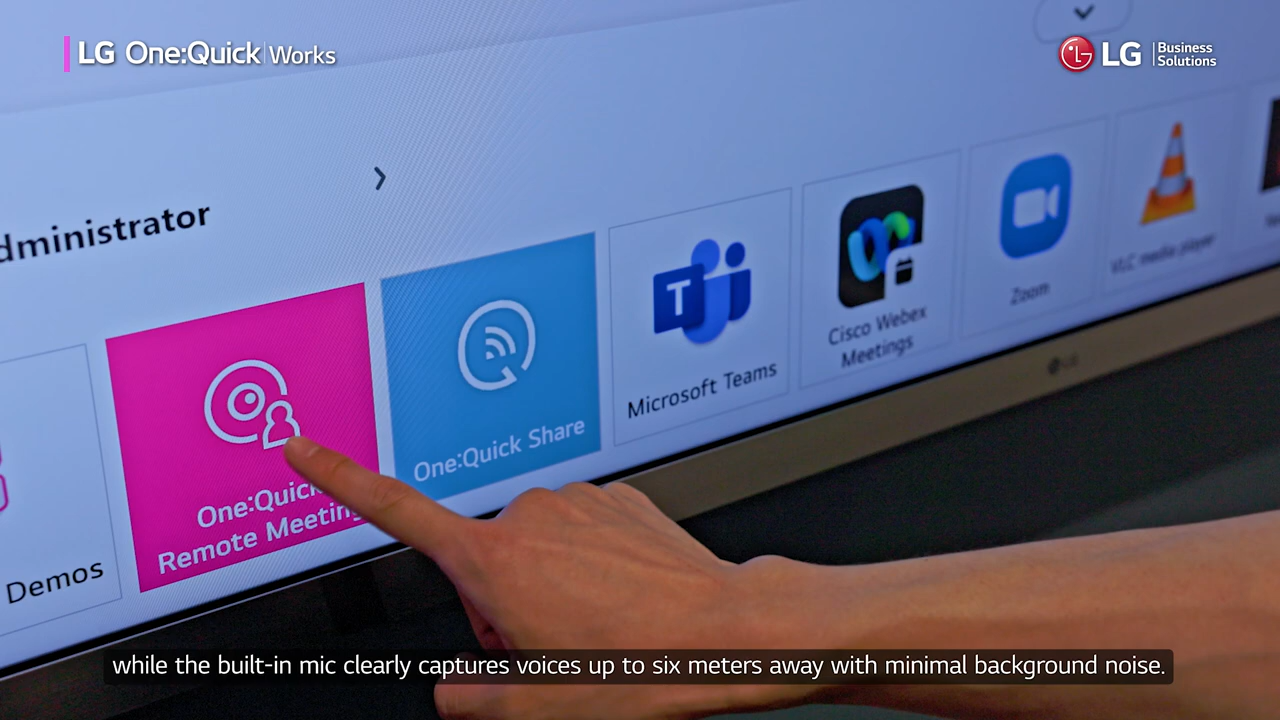 LG One:Quick Works
LG Business Solutions
dministrator
Demos
One:Quick
Remote Meeting
One:Quick Share
Microsoft Teams
Cisco Webex
Meetings
Zoom
VLC media player
LG
while the built-in mic clearly captures voices up to six meters away with minimal background noise.